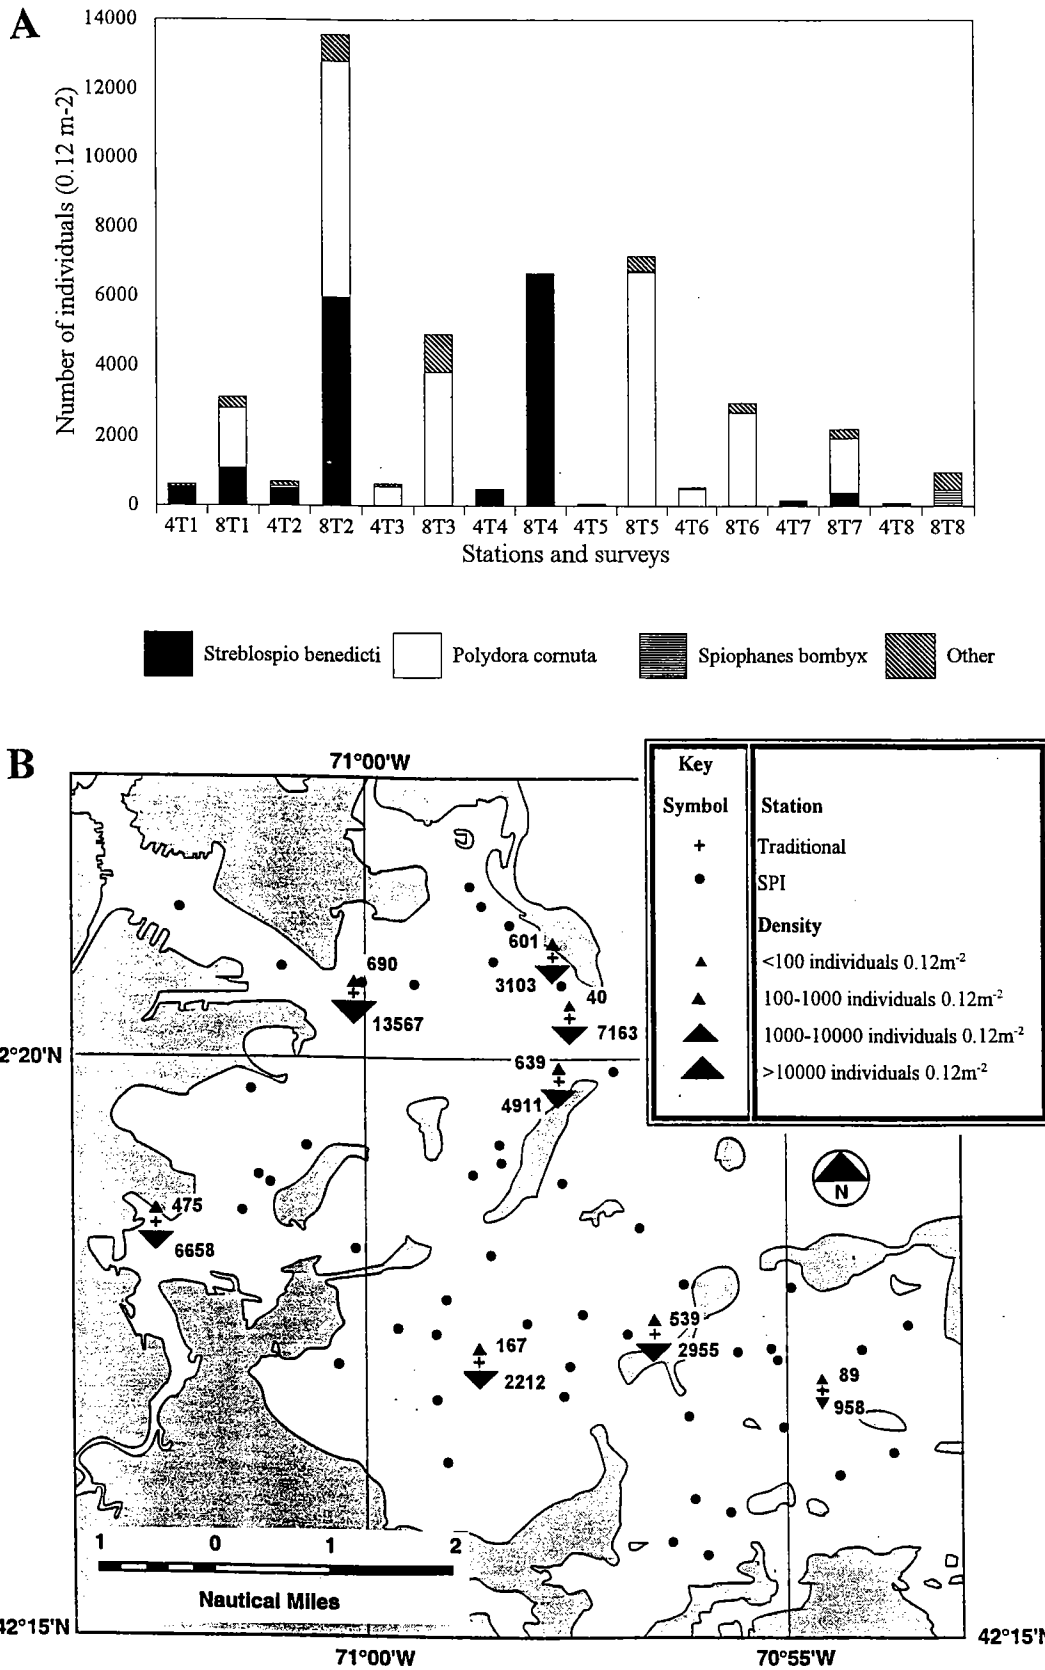 A
14000
12000
10000
8000
6000
4000
2000
0
Number of individuals (0.12 m-2)
4T1 8T1 4T2 8T2 4T3 8T3 4T4 8T4 4T5 8T5 4T6 8T6 4T7 8T7 4T8 8T8
Stations and surveys
Streblospio benedicti Polydora cornuta Spiophanes bombyx Other
B
71°00'W
Key
Symbol Station
Traditional
SPI
Density
<100 individuals 0.12m-2
100-1000 individuals 0.12m-2
1000-10000 individuals 0.12m-2
>10000 individuals 0.12m-2
601
3103
690
13567
40
7163
2°20'N
639
4911
475
6658
N
539
2955
167
2212
89
958
1 0 1 2
Nautical Miles
42°15'N
42°15'N
71°00'W
70°55'W